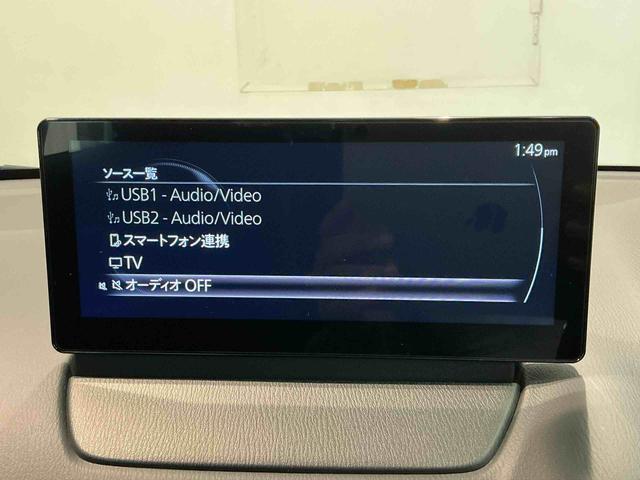 1:49pm
ソース一覧
USB1 - Audio/Video
USB2 - Audio/Video
スマートフォン連携
TV
オーディオ OFF